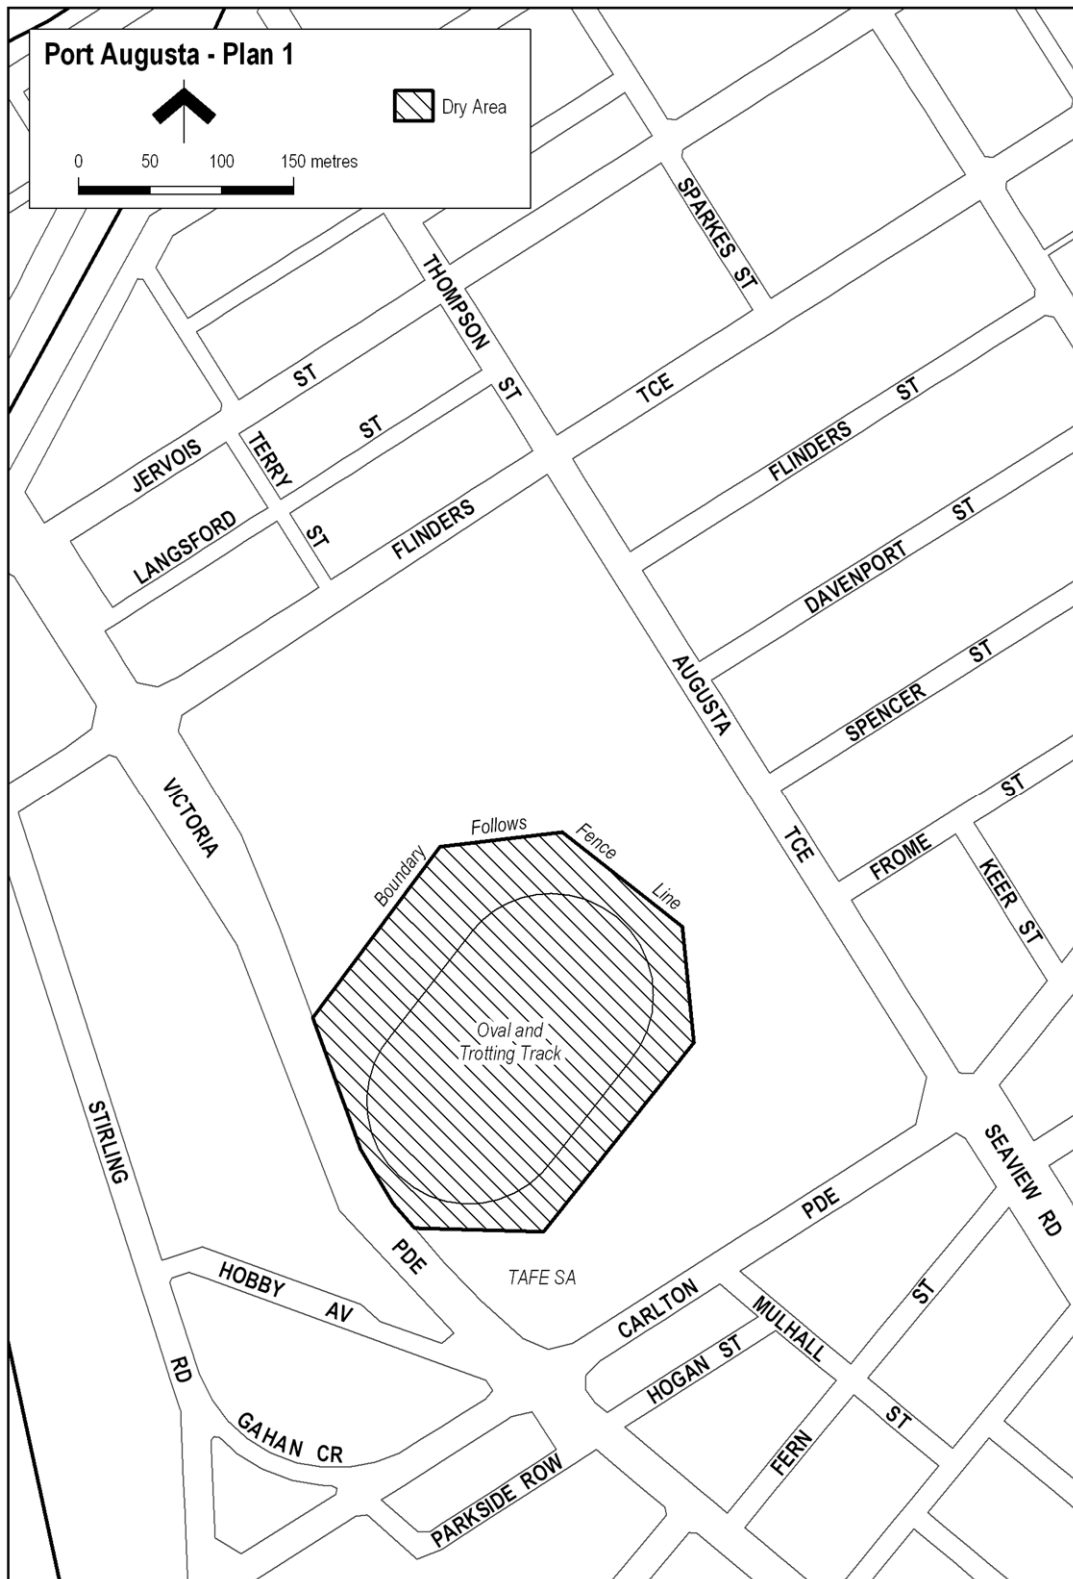 Port Augusta - Plan 1
Dry Area
0 50 100 150 metres
SPARKES ST
THOMPSON ST
JERVOIS ST
TERRY ST
LANGSFORD ST
FLINDERS TCE
FLINDERS ST
DAVENPORT ST
SPENCER ST
AUGUSTA TCE
FROME ST
KEER ST
VICTORIA PDE
Boundary Follows Fence Line
Oval and
Trotting Track
STIRLING RD
SEAVIEW RD
HOBBY AV
TAFE SA
CARLTON PDE
MULHALL ST
HOGAN ST
FERN ST
GAHAN CR
PARKSIDE ROW